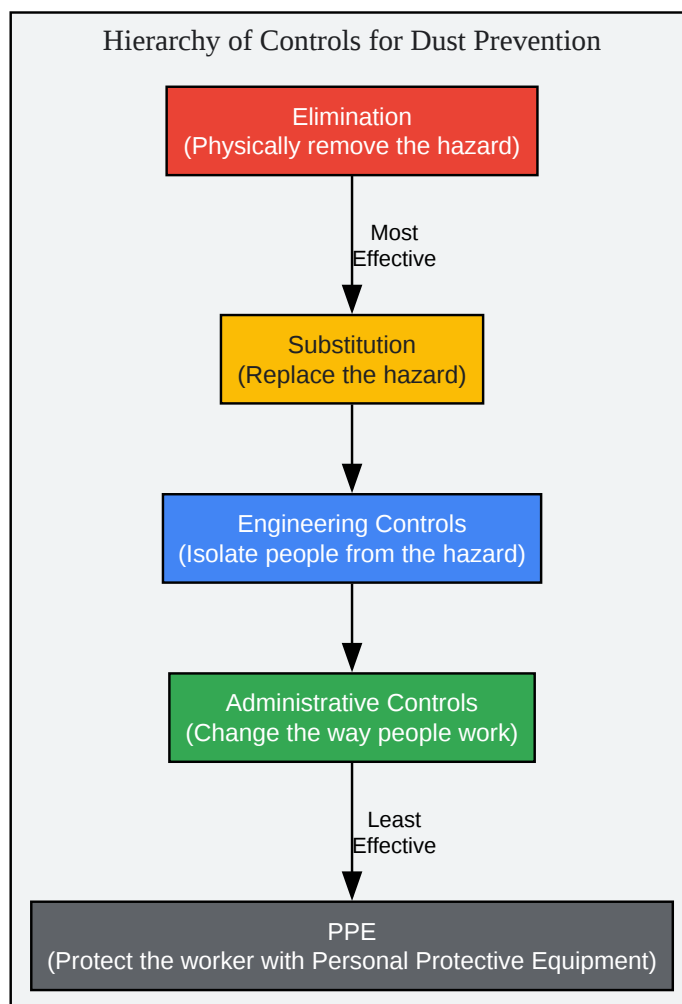 Hierarchy of Controls for Dust Prevention
Elimination
(Physically remove the hazard)
Most
Effective
Substitution
(Replace the hazard)
Engineering Controls
(Isolate people from the hazard)
Administrative Controls
(Change the way people work)
Least
Effective
PPE
(Protect the worker with Personal Protective Equipment)